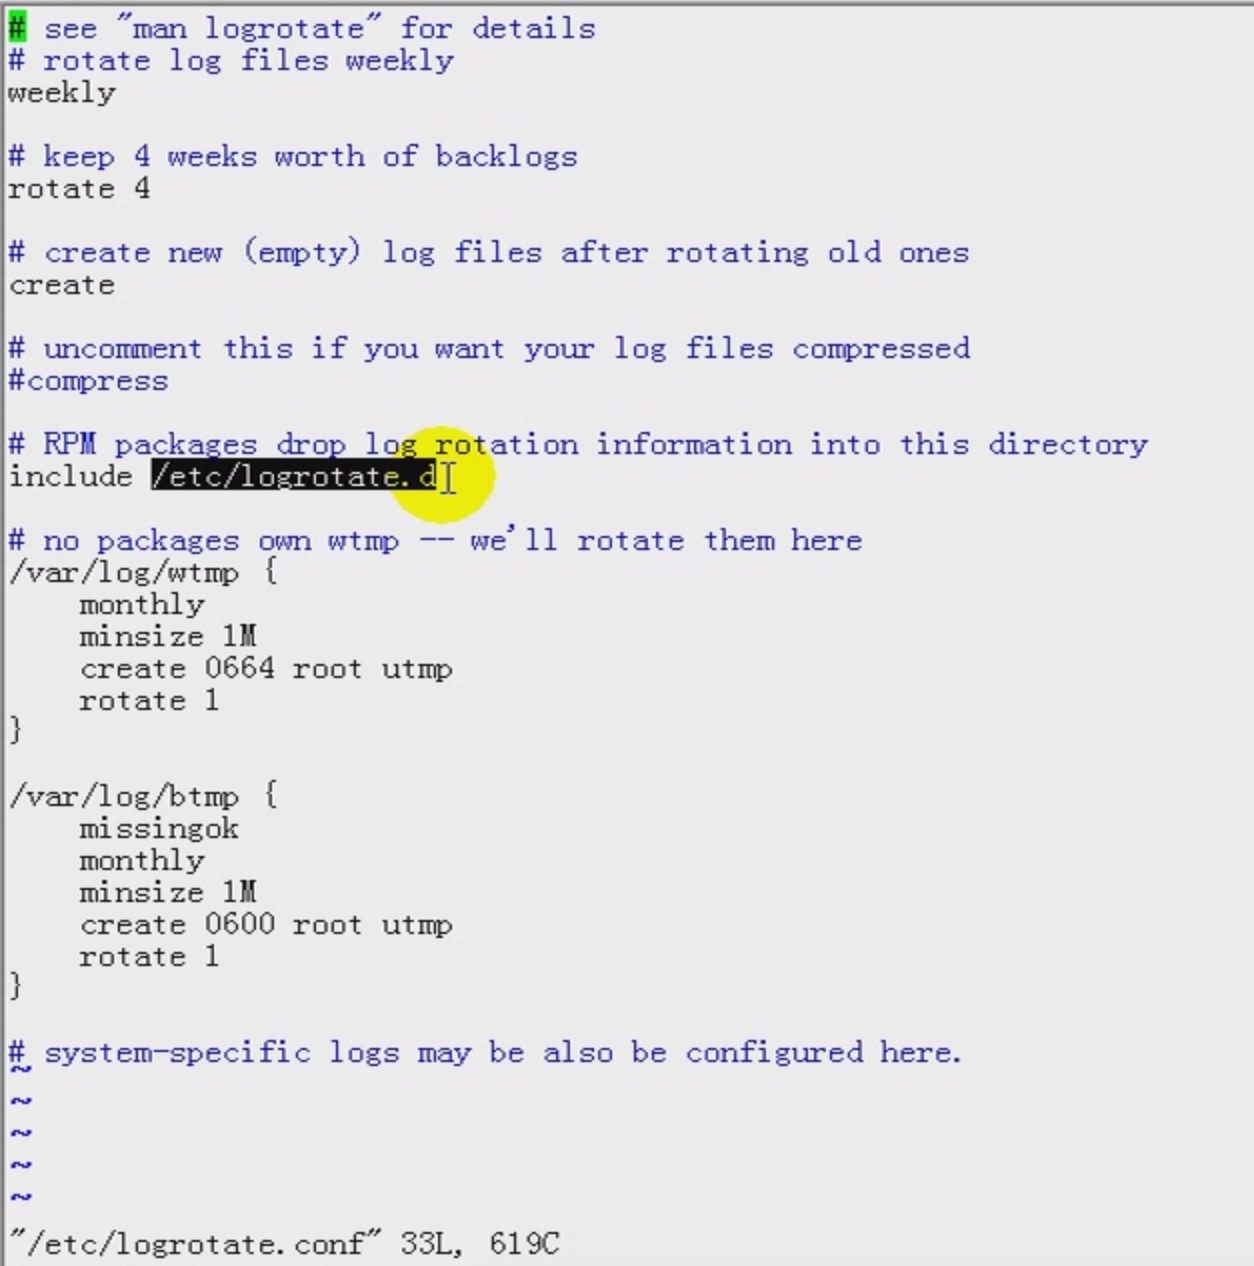 # see "man logrotate" for details
# rotate log files weekly
weekly
# keep 4 weeks worth of backlogs
rotate 4
# create new (empty) log files after rotating old ones
create
# uncomment this if you want your log files compressed
#compress
# RPM packages drop log rotation information into this directory
include /etc/logrotate.d
# no packages own wtmp -- we'll rotate them here
/var/log/wtmp {
    monthly
    minsize 1M
    create 0664 root utmp
    rotate 1
}
/var/log/btmp {
    missingok
    monthly
    minsize 1M
    create 0600 root utmp
    rotate 1
}
# system-specific logs may be also be configured here.
~
~
~
~
~
"/etc/logrotate.conf" 33L, 619C